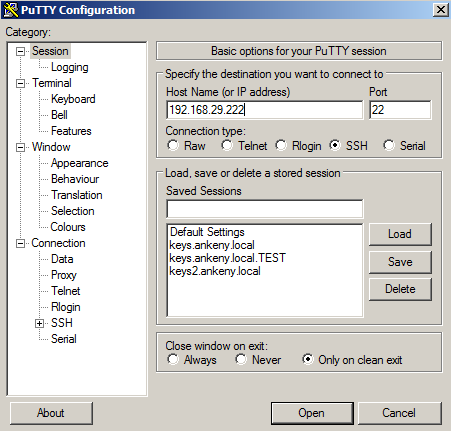 PuTTY Configuration
Category:
Session
Logging
Terminal
Keyboard
Bell
Features
Window
Appearance
Behaviour
Translation
Selection
Colours
Connection
Data
Proxy
Telnet
Rlogin
SSH
Serial
Basic options for your PuTTY session
Specify the destination you want to connect to
Host Name (or IP address) Port
192.168.29.222 22
Connection type:
Raw Telnet Rlogin SSH Serial
Load, save or delete a stored session
Saved Sessions
Default Settings
keys.ankeny.local
keys.ankeny.local.TEST
keys2.ankeny.local
Load
Save
Delete
Close window on exit:
Always Never Only on clean exit
About Open Cancel